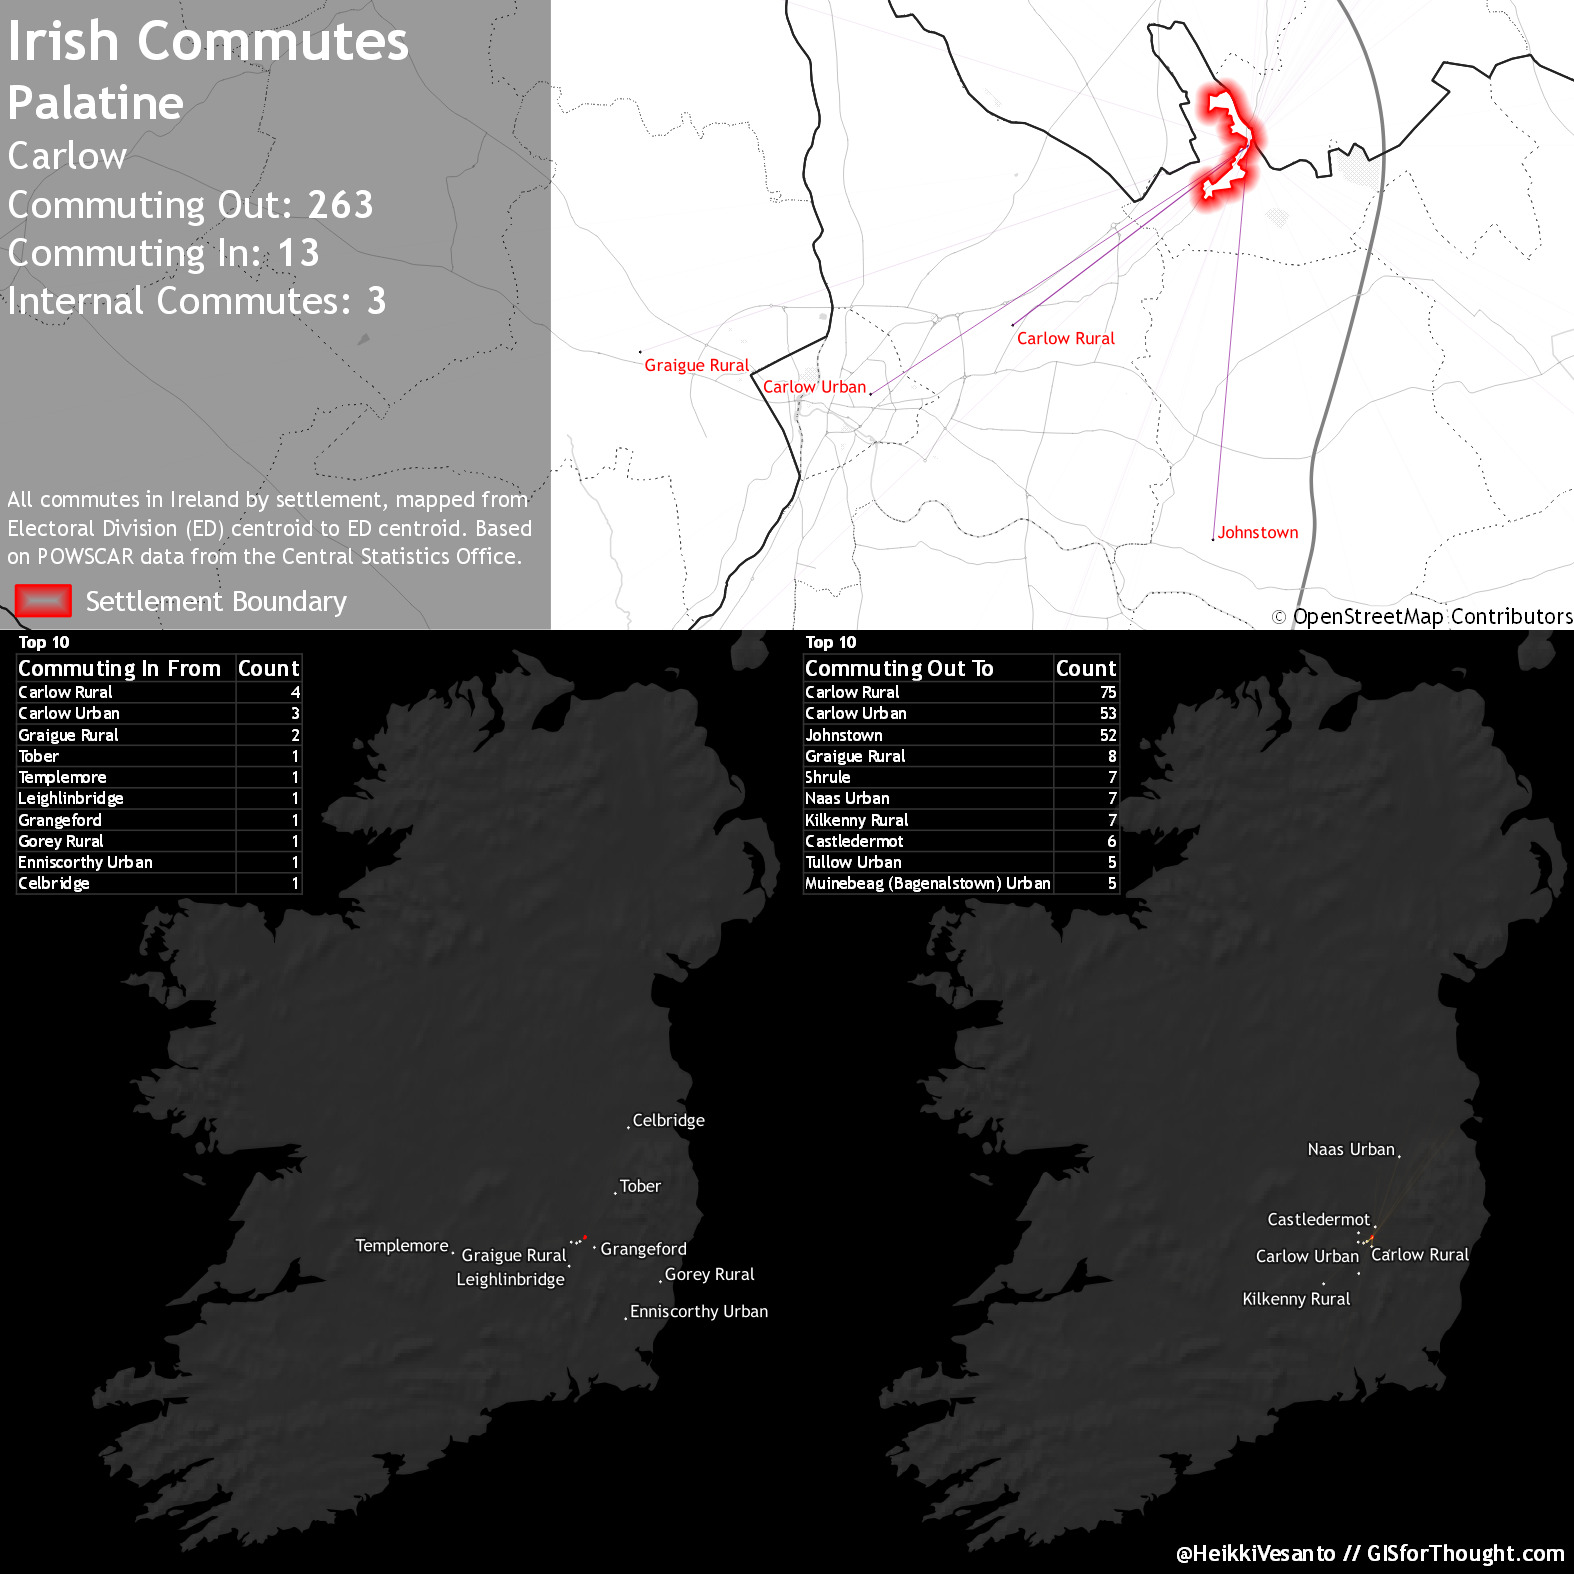 Irish Commutes
Palatine
Carlow
Commuting Out: 263
Commuting In: 13
Internal Commutes: 3
All commutes in Ireland by settlement, mapped from
Electoral Division (ED) centroid to ED centroid. Based
on POWSCAR data from the Central Statistics Office.
Settlement Boundary
Carlow Rural
Graigue Rural
Carlow Urban
Johnstown
© OpenStreetMap Contributors
Top 10
Commuting In From Count
Carlow Rural 4
Carlow Urban 3
Graigue Rural 2
Tober 1
Templemore 1
Leighlinbridge 1
Grangeford 1
Gorey Rural 1
Enniscorthy Urban 1
Celbridge 1
Celbridge
Tober
Templemore
Graigue Rural
Grangeford
Leighlinbridge
Gorey Rural
Enniscorthy Urban
Top 10
Commuting Out To Count
Carlow Rural 75
Carlow Urban 53
Johnstown 52
Graigue Rural 8
Shrule 7
Naas Urban 7
Kilkenny Rural 7
Castledermot 6
Tullow Urban 5
Muinebeag (Bagenalstown) Urban 5
Naas Urban
Castledermot
Carlow Urban
Carlow Rural
Kilkenny Rural
@HeikkiVesanto // GISforThought.com